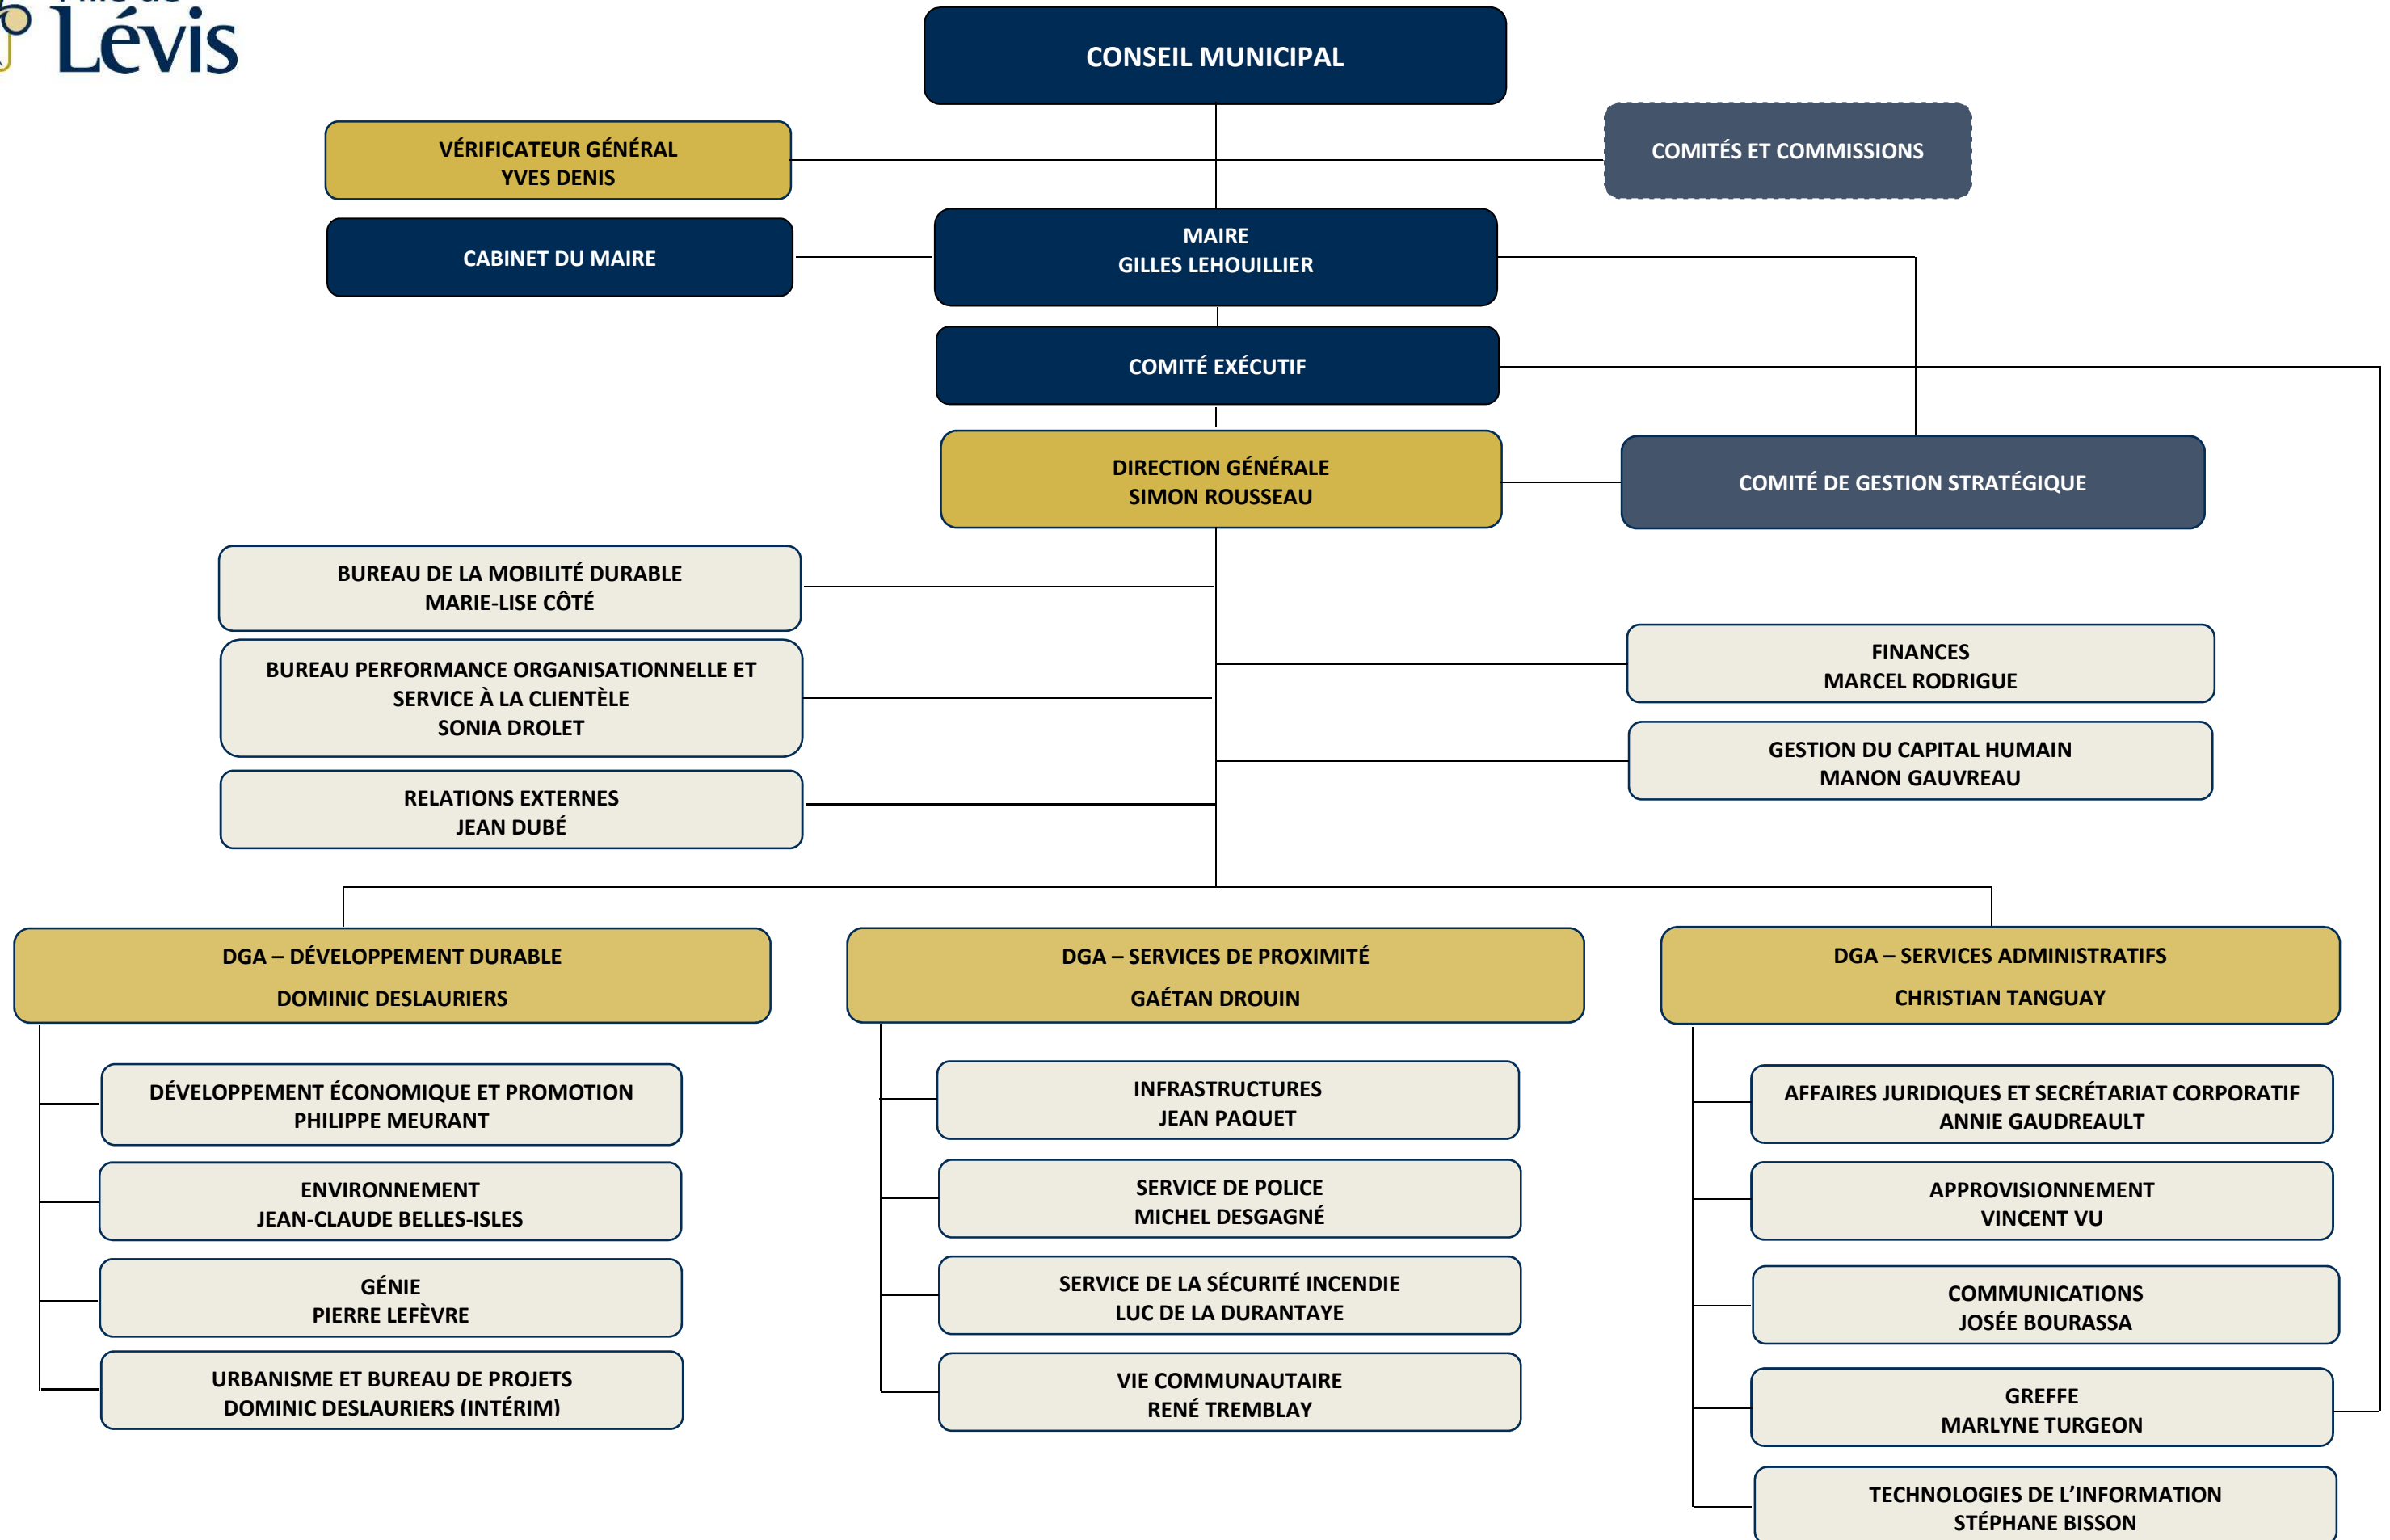 Lévis
CONSEIL MUNICIPAL
VÉRIFICATEUR GÉNÉRAL
YVES DENIS
COMITÉS ET COMMISSIONS
CABINET DU MAIRE
MAIRE
GILLES LEHOUILLIER
COMITÉ EXÉCUTIF
DIRECTION GÉNÉRALE
SIMON ROUSSEAU
COMITÉ DE GESTION STRATÉGIQUE
BUREAU DE LA MOBILITÉ DURABLE
MARIE-LISE CÔTÉ
BUREAU PERFORMANCE ORGANISATIONNELLE ET
SERVICE À LA CLIENTÈLE
SONIA DROLET
RELATIONS EXTERNES
JEAN DUBÉ
FINANCES
MARCEL RODRIGUE
GESTION DU CAPITAL HUMAIN
MANON GAUVREAU
DGA – DÉVELOPPEMENT DURABLE
DOMINIC DESLAURIERS
DÉVELOPPEMENT ÉCONOMIQUE ET PROMOTION
PHILIPPE MEURANT
ENVIRONNEMENT
JEAN-CLAUDE BELLES-ISLES
GÉNIE
PIERRE LEFÈVRE
URBANISME ET BUREAU DE PROJETS
DOMINIC DESLAURIERS (INTÉRIM)
DGA – SERVICES DE PROXIMITÉ
GAÉTAN DROUIN
INFRASTRUCTURES
JEAN PAQUET
SERVICE DE POLICE
MICHEL DESGAGNÉ
SERVICE DE LA SÉCURITÉ INCENDIE
LUC DE LA DURANTAYE
VIE COMMUNAUTAIRE
RENÉ TREMBLAY
DGA – SERVICES ADMINISTRATIFS
CHRISTIAN TANGUAY
AFFAIRES JURIDIQUES ET SECRÉTARIAT CORPORATIF
ANNIE GAUDREAULT
APPROVISIONNEMENT
VINCENT VU
COMMUNICATIONS
JOSÉE BOURASSA
GREFFE
MARLYNE TURGEON
TECHNOLOGIES DE L’INFORMATION
STÉPHANE BISSON